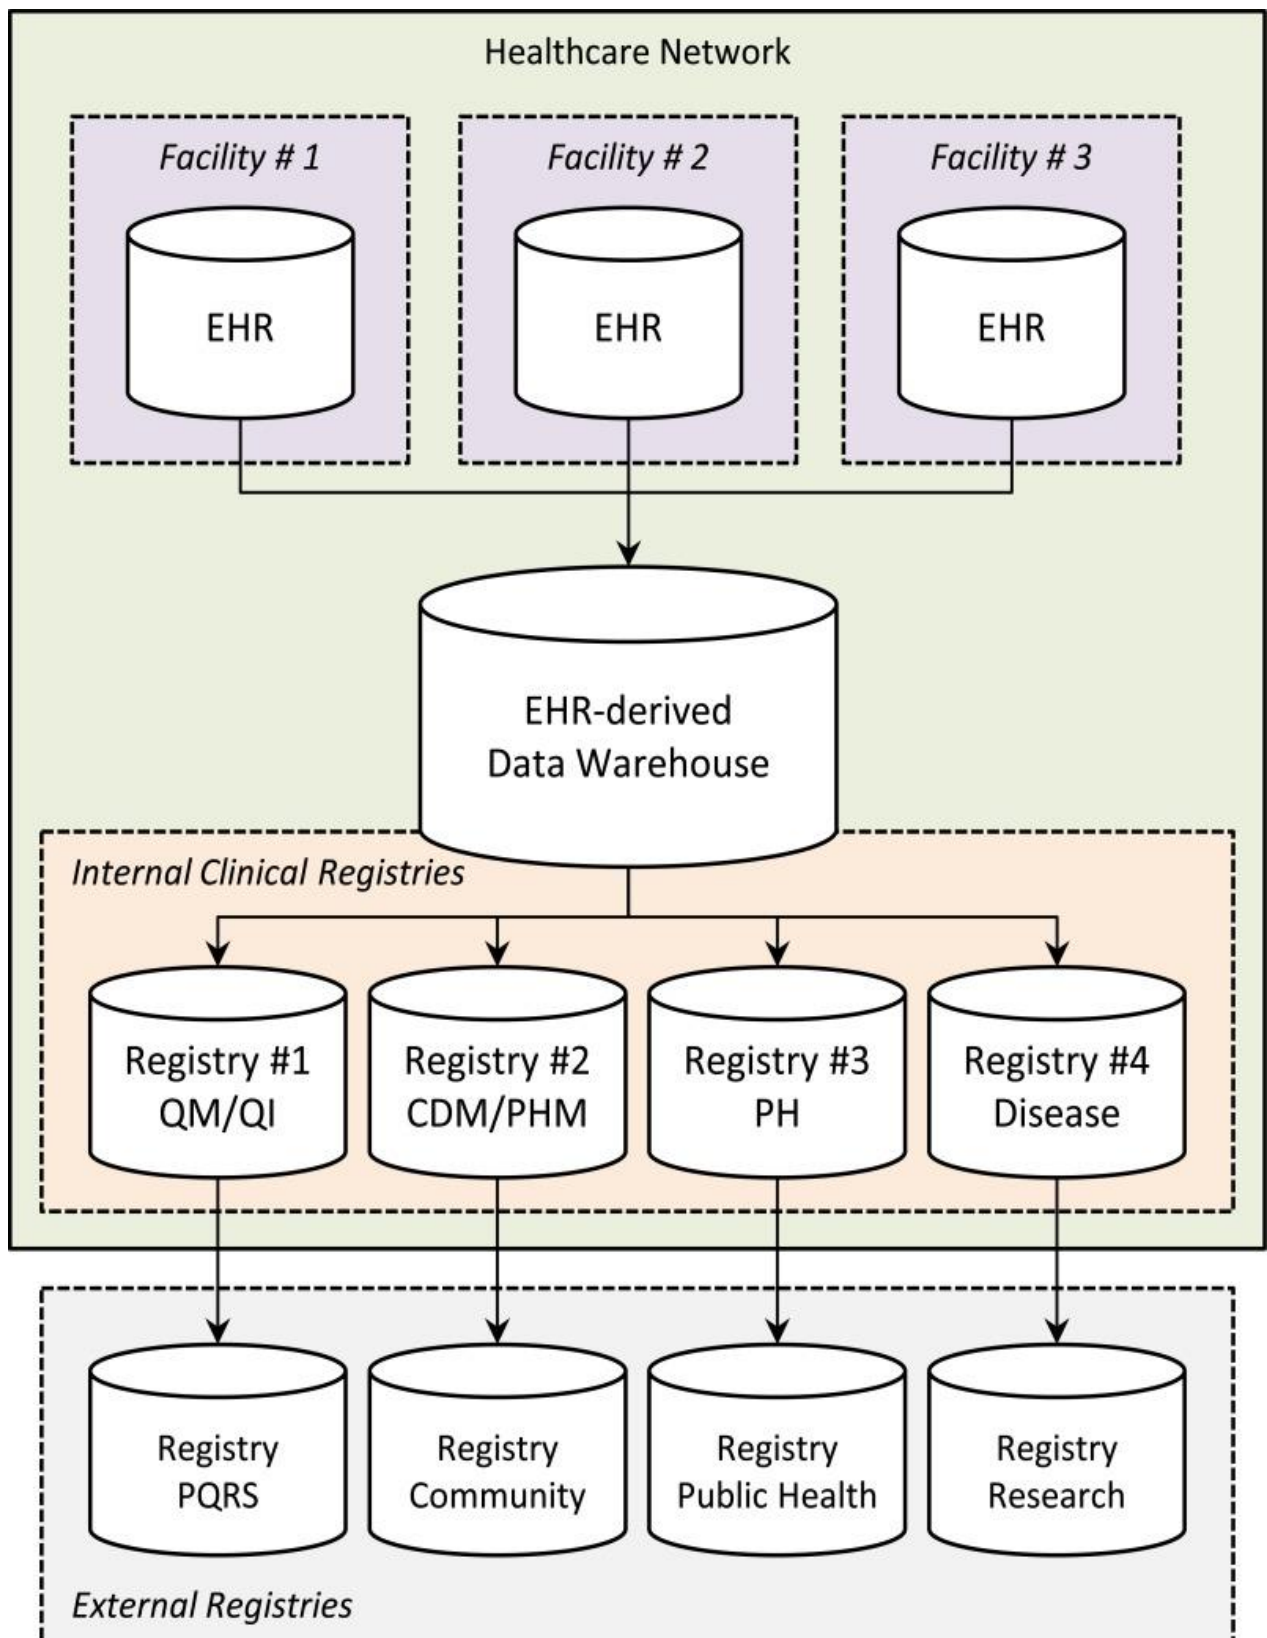 Healthcare Network
Facility # 1
Facility # 2
Facility # 3
EHR
EHR
EHR
EHR-derived
Data Warehouse
Internal Clinical Registries
Registry #1
QM/QI
Registry #2
CDM/PHM
Registry #3
PH
Registry #4
Disease
Registry
PQRS
Registry
Community
Registry
Public Health
Registry
Research
External Registries